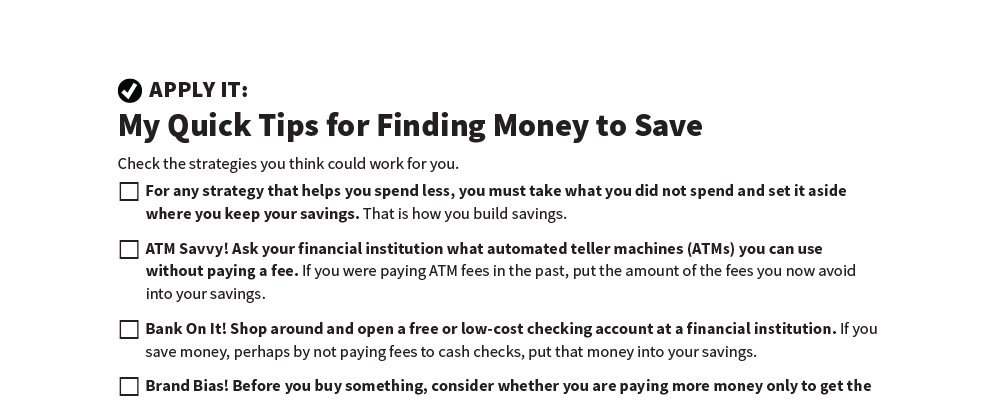 APPLY IT:
My Quick Tips for Finding Money to Save
Check the strategies you think could work for you.
For any strategy that helps you spend less, you must take what you did not spend and set it aside
where you keep your savings. That is how you build savings.
ATM Savvy! Ask your financial institution what automated teller machines (ATMs) you can use
without paying a fee. If you were paying ATM fees in the past, put the amount of the fees you now avoid
into your savings.
Bank On It! Shop around and open a free or low-cost checking account at a financial institution. If you
save money, perhaps by not paying fees to cash checks, put that money into your savings.
Brand Bias! Before you buy something, consider whether you are paying more money only to get the